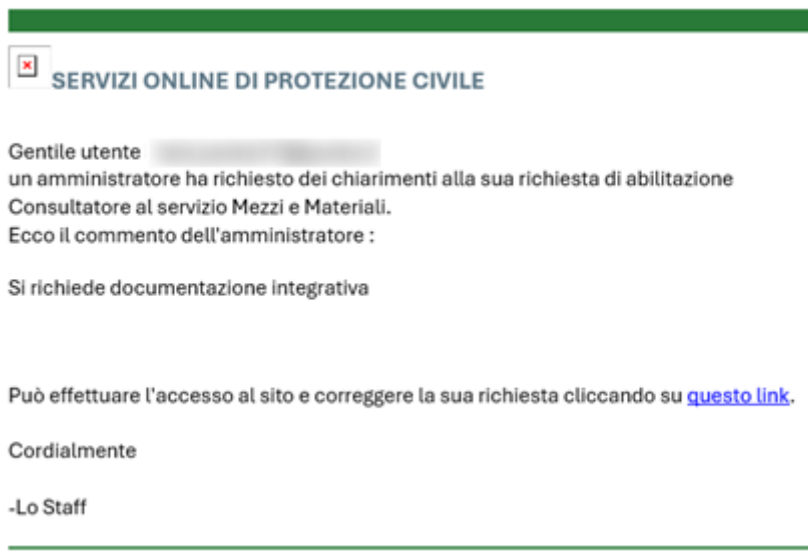 SERVIZI ONLINE DI PROTEZIONE CIVILE
Gentile utente
un amministratore ha richiesto dei chiarimenti alla sua richiesta di abilitazione
Consultatore al servizio Mezzi e Materiali.
Ecco il commento dell'amministratore :
Si richiede documentazione integrativa
Può effettuare l'accesso al sito e correggere la sua richiesta cliccando su questo link.
Cordialmente
-Lo Staff